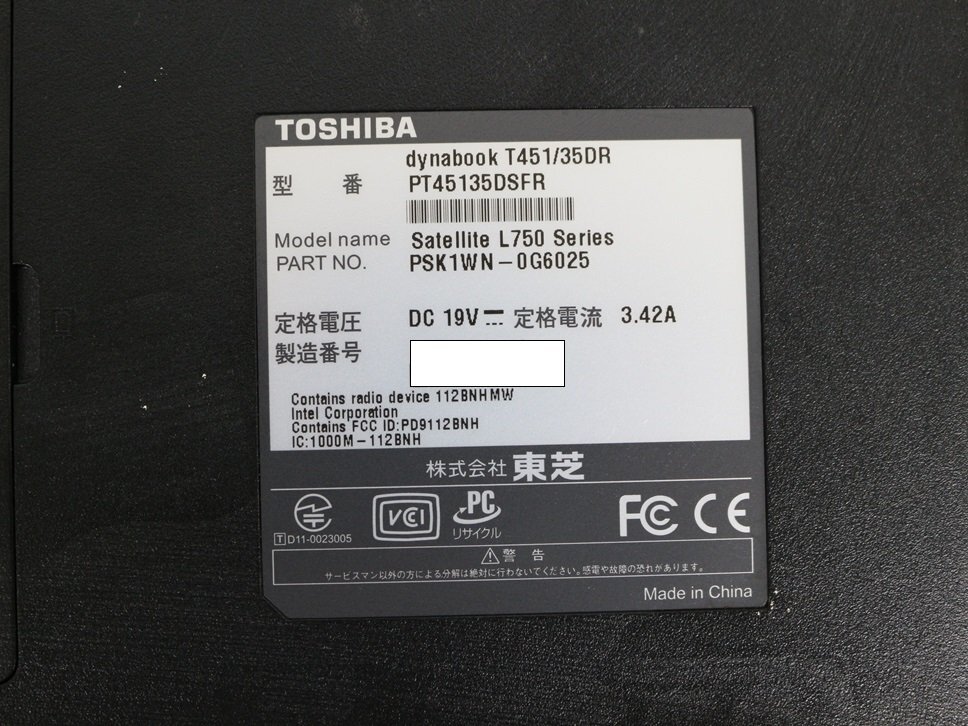 TOSHIBA
dynabook T451/35DR
型 番 PT45135DSFR
Model name Satellite L750 Series
PART NO. PSK1WN-0G6025
定格電圧 DC 19V 定格電流 3.42A
製造番号
Contains radio device 112BNHMW
Intel Corporation
Contains FCC ID:PD9112BNH
IC:1000M-112BNH
株式会社 東芝
T D11-0023005
VCCI
PC
リサイクル
FC CE
警 告
サービスマン以外の方による分解は絶対に行わないでください。感電や故障の恐れがあります。
Made in China